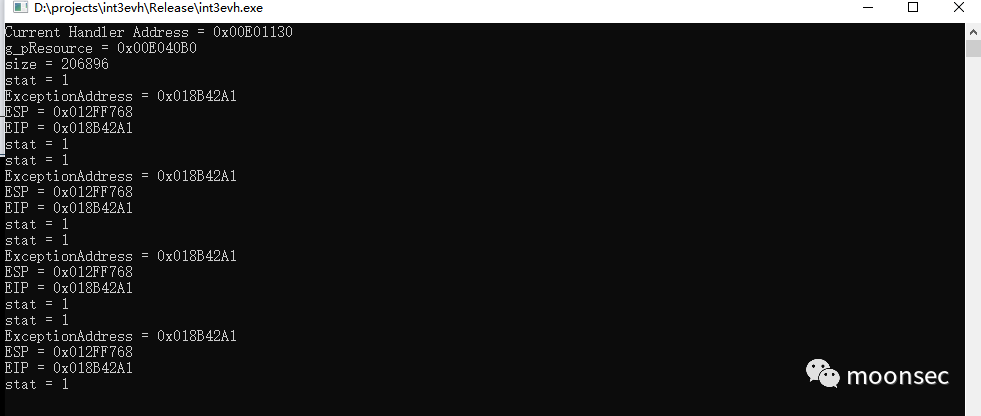 D:\projects\int3evh\Release\int3evh.exe
Current Handler Address = 0x00E01130
g_pResource = 0x00E040B0
size = 206896
stat = 1
ExceptionAddress = 0x018B42A1
ESP = 0x012FF768
EIP = 0x018B42A1
stat = 1
stat = 1
ExceptionAddress = 0x018B42A1
ESP = 0x012FF768
EIP = 0x018B42A1
stat = 1
stat = 1
ExceptionAddress = 0x018B42A1
ESP = 0x012FF768
EIP = 0x018B42A1
stat = 1
stat = 1
ExceptionAddress = 0x018B42A1
ESP = 0x012FF768
EIP = 0x018B42A1
stat = 1
moonsec